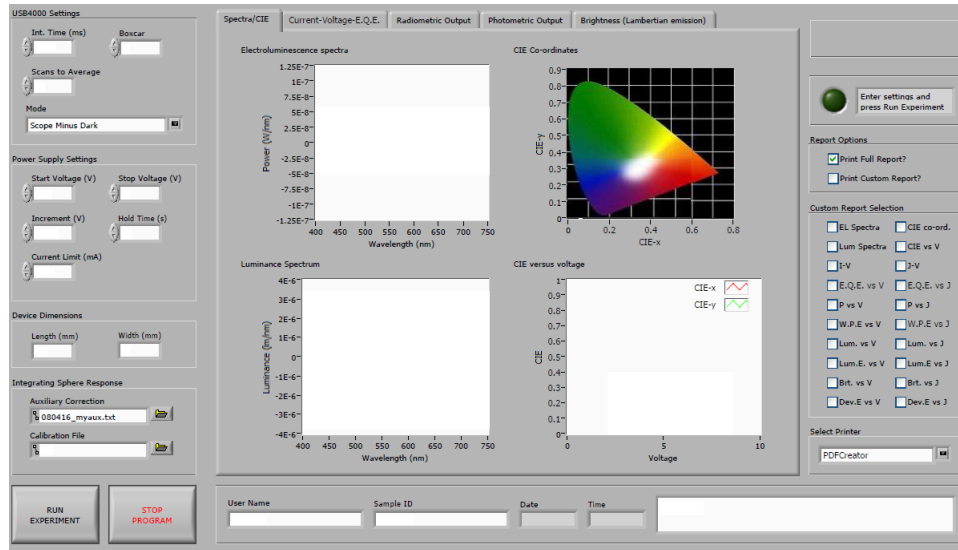 USB4000 Settings
Int. Time (ms)
Boxcar
Scans to Average
Mode
Scope Minus Dark
Power Supply Settings
Start Voltage (V)
Stop Voltage (V)
Increment (V)
Hold Time (s)
Current Limit (mA)
Device Dimensions
Length (mm)
Width (mm)
Integrating Sphere Response
Auxiliary Correction
080416_myaux.txt
Calibration File
RUN
EXPERIMENT
STOP
PROGRAM
Spectra/CIE
Current-Voltage-E.Q.E.
Radiometric Output
Photometric Output
Brightness (Lambertian emission)
Electroluminescence spectra
Power (W/nm)
1.25E-7
1E-7
7.5E-8
5E-8
2.5E-8
0
-2.5E-8
-5E-8
-7.5E-8
-1E-7
-1.25E-7
400 450 500 550 600 650 700 750
Wavelength (nm)
CIE Co-ordinates
CIE-y
0.9
0.8
0.7
0.6
0.5
0.4
0.3
0.2
0.1
0
0 0.2 0.4 0.6 0.8
CIE-x
Luminance Spectrum
Luminance (lm/nm)
4E-6
3E-6
2E-6
1E-6
0
-1E-6
-2E-6
-3E-6
-4E-6
400 450 500 550 600 650 700 750
Wavelength (nm)
CIE versus voltage
CIE-x
CIE-y
CIE
1
0.9
0.8
0.7
0.6
0.5
0.4
0.3
0.2
0.1
0
0 5 10
Voltage
User Name
Sample ID
Date
Time
Enter settings and
press Run Experiment
Report Options
Print Full Report?
Print Custom Report?
Custom Report Selection
EL Spectra
CIE co-ord.
Lum Spectra
CIE vs V
I-V
J-V
E.Q.E. vs V
E.Q.E. vs J
P vs V
P vs J
W.P.E vs V
W.P.E vs J
Lum. vs V
Lum. vs J
Lum.E. vs V
Lum.E vs J
Brt. vs V
Brt. vs J
Dev.E vs V
Dev.E vs J
Select Printer
PDFCreator